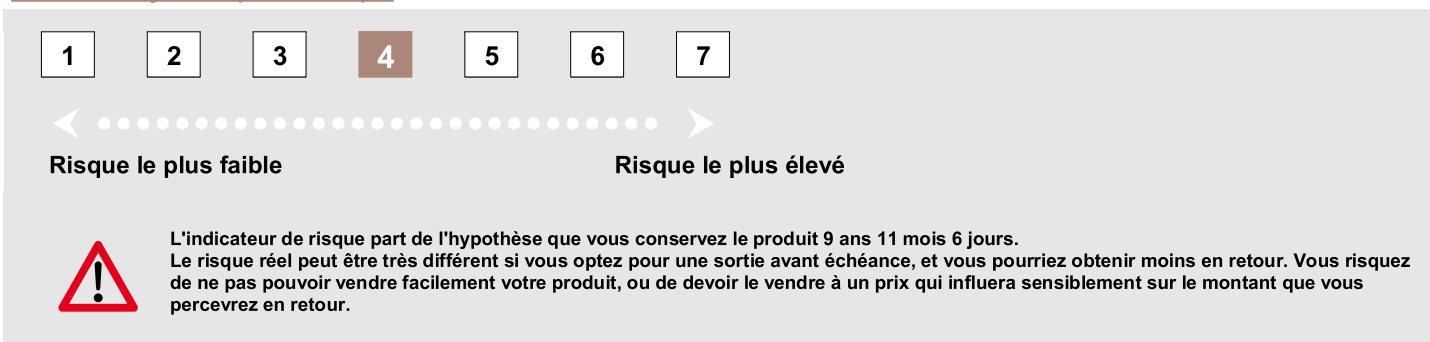 1 2 3 4 5 6 7
Risque le plus faible Risque le plus élevé
L'indicateur de risque part de l'hypothèse que vous conservez le produit 9 ans 11 mois 6 jours.
Le risque réel peut être très différent si vous optez pour une sortie avant échéance, et vous pourriez obtenir moins en retour. Vous risquez
de ne pas pouvoir vendre facilement votre produit, ou de devoir le vendre à un prix qui influera sensiblement sur le montant que vous
percevrez en retour.